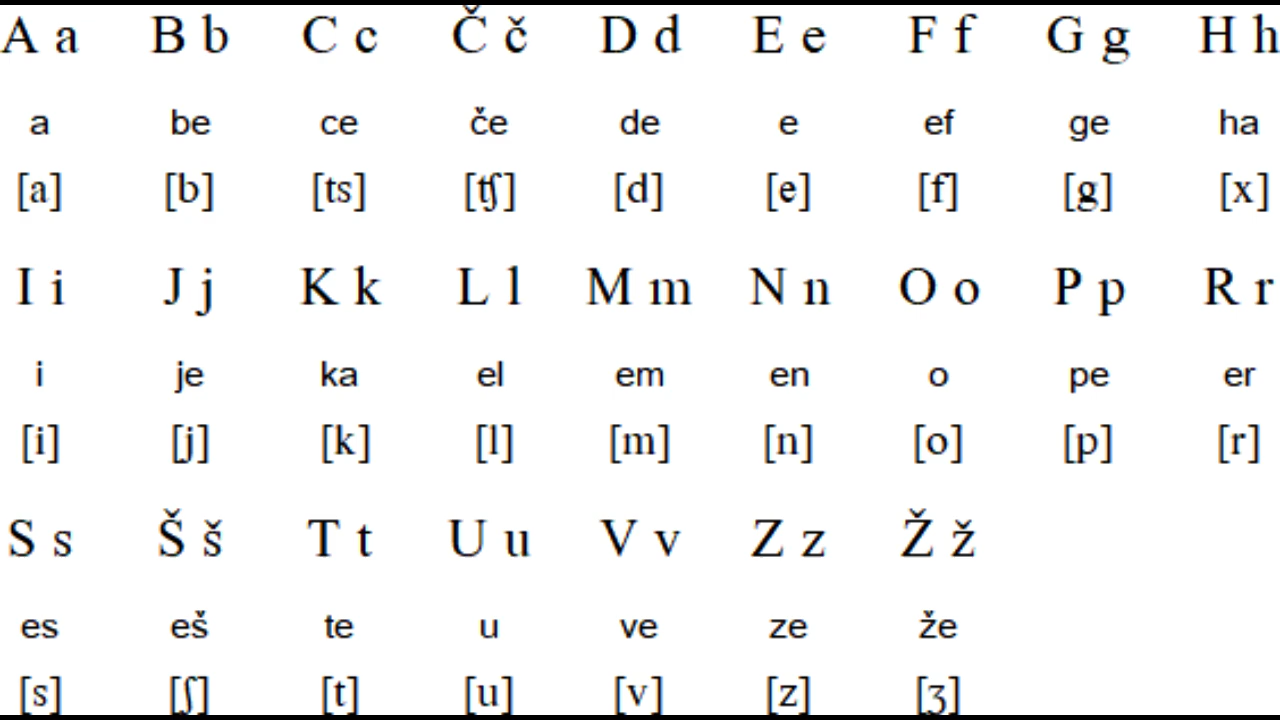 A a B b C c Č č D d E e F f G g H h
a be ce če de e ef ge ha
[a] [b] [ts] [ʧ] [d] [e] [f] [g] [x]
I i J j K k L l M m N n O o P p R r
i je ka el em en o pe er
[i] [j] [k] [l] [m] [n] [o] [p] [r]
S s Š š T t U u V v Z z Ž ž
es eš te u ve ze že
[s] [ʃ] [t] [u] [v] [z] [ʒ]